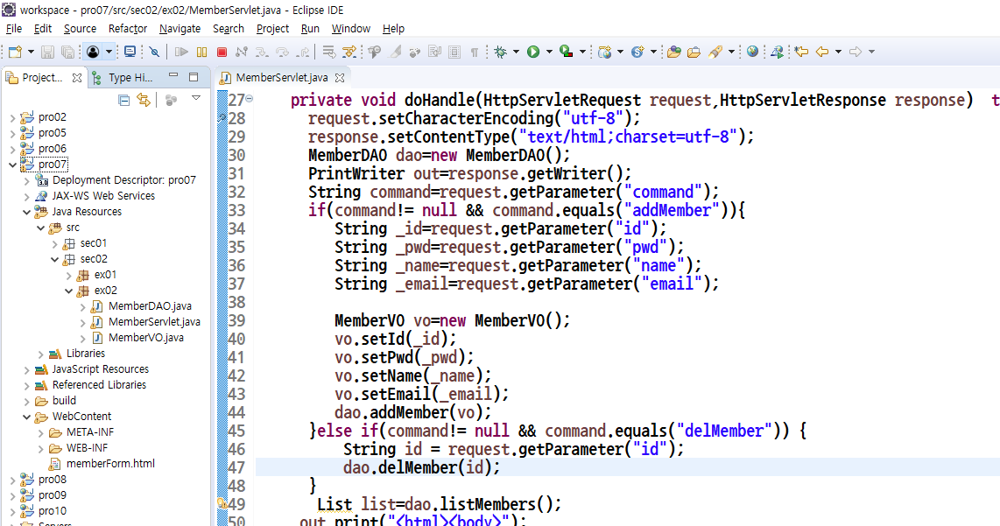 workspace - pro07/src/sec02/ex02/MemberServlet.java - Eclipse IDE
File Edit Source Refactor Navigate Search Project Run Window Help
Project... Type Hi... MemberServlet.java
pro02
pro05
pro06
pro07
Deployment Descriptor: pro07
JAX-WS Web Services
Java Resources
src
sec01
sec02
ex01
ex02
MemberDAO.java
MemberServlet.java
MemberVO.java
Libraries
JavaScript Resources
Referenced Libraries
build
WebContent
META-INF
WEB-INF
memberForm.html
pro08
pro09
pro10
Servers
27 private void doHandle(HttpServletRequest request,HttpServletResponse response) t
28 request.setCharacterEncoding("utf-8");
29 response.setContentType("text/html;charset=utf-8");
30 MemberDAO dao=new MemberDAO();
31 PrintWriter out=response.getWriter();
32 String command=request.getParameter("command");
33 if(command!= null && command.equals("addMember")){
34 String _id=request.getParameter("id");
35 String _pwd=request.getParameter("pwd");
36 String _name=request.getParameter("name");
37 String _email=request.getParameter("email");
38
39 MemberVO vo=new MemberVO();
40 vo.setId(_id);
41 vo.setPwd(_pwd);
42 vo.setName(_name);
43 vo.setEmail(_email);
44 dao.addMember(vo);
45 }else if(command!= null && command.equals("delMember")) {
46 String id = request.getParameter("id");
47 dao.delMember(id);
48 }
49 List list=dao.listMembers();
50 out.print("<html><body>");